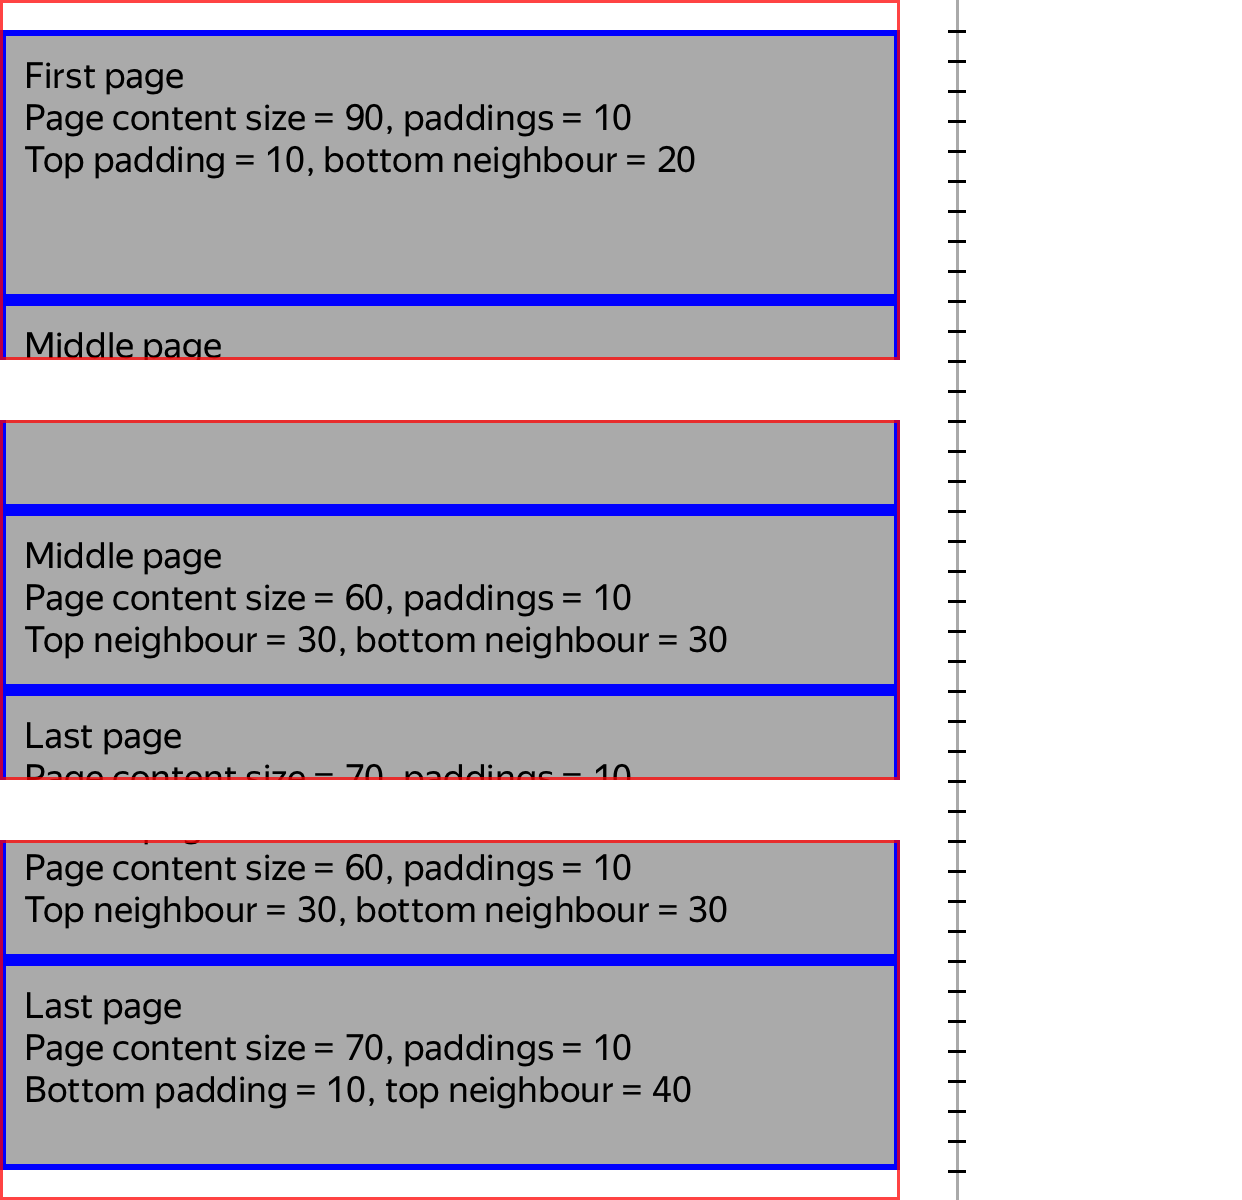 First page
Page content size = 90, paddings = 10
Top padding = 10, bottom neighbour = 20
Middle page
Middle page
Page content size = 60, paddings = 10
Top neighbour = 30, bottom neighbour = 30
Last page
Page content size = 70, paddings = 10
Page content size = 60, paddings = 10
Top neighbour = 30, bottom neighbour = 30
Last page
Page content size = 70, paddings = 10
Bottom padding = 10, top neighbour = 40